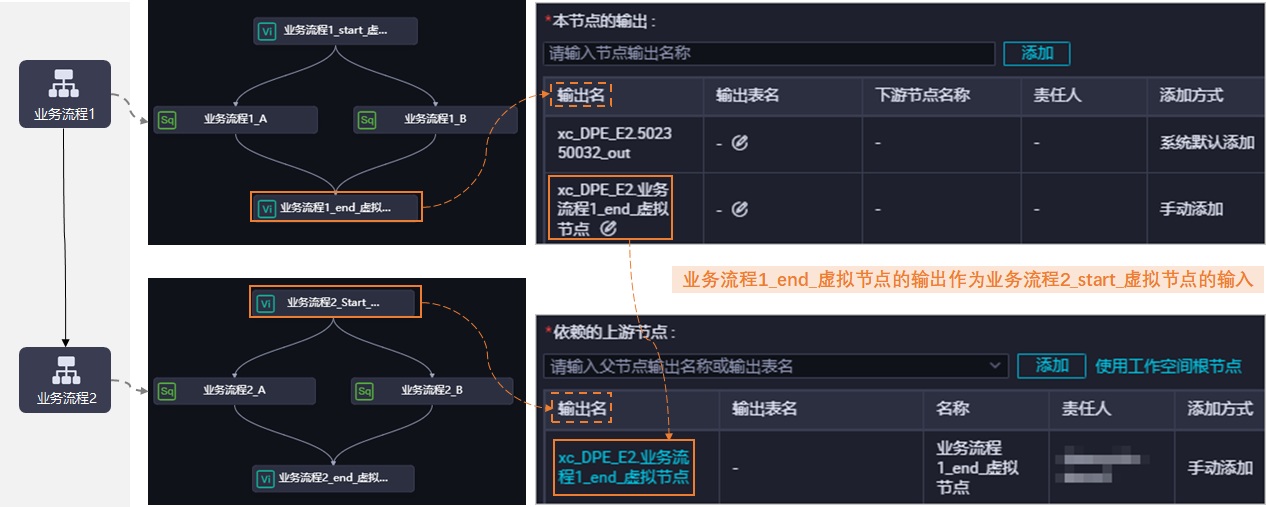 业务流程1
业务流程2
业务流程1_start_虚...
Vi
业务流程1_A
Sq
业务流程1_B
Sq
业务流程1_end_虚拟...
Vi
业务流程2_Start_...
Vi
业务流程2_A
Sq
业务流程2_B
Sq
业务流程2_end_虚拟...
Vi
*本节点的输出：
请输入节点输出名称
添加
输出名
输出表名
下游节点名称
责任人
添加方式
xc_DPE_E2.5023
50032_out
-
-
-
系统默认添加
xc_DPE_E2.业务
流程1_end_虚拟
节点
-
-
-
手动添加
业务流程1_end_虚拟节点的输出作为业务流程2_start_虚拟节点的输入
*依赖的上游节点：
请输入父节点输出名称或输出表名
添加
使用工作空间根节点
输出名
输出表名
名称
责任人
添加方式
xc_DPE_E2.业务流
程1_end_虚拟节点
-
业务流程
1_end_虚拟
节点
手动添加